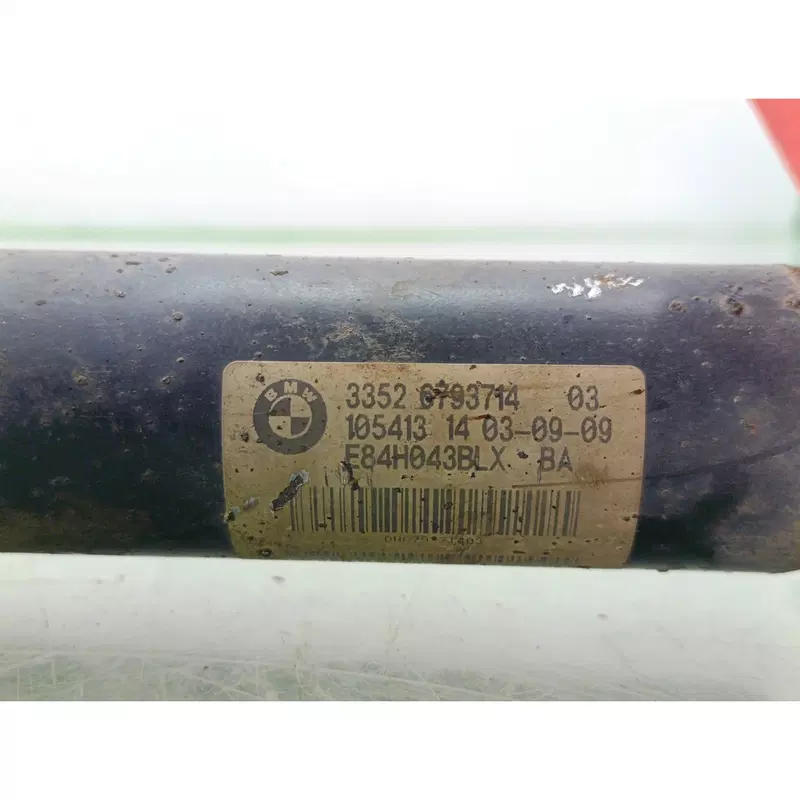 BMW
3352 6793714 03
105413 14 03-09-09
E84H043BLX BA